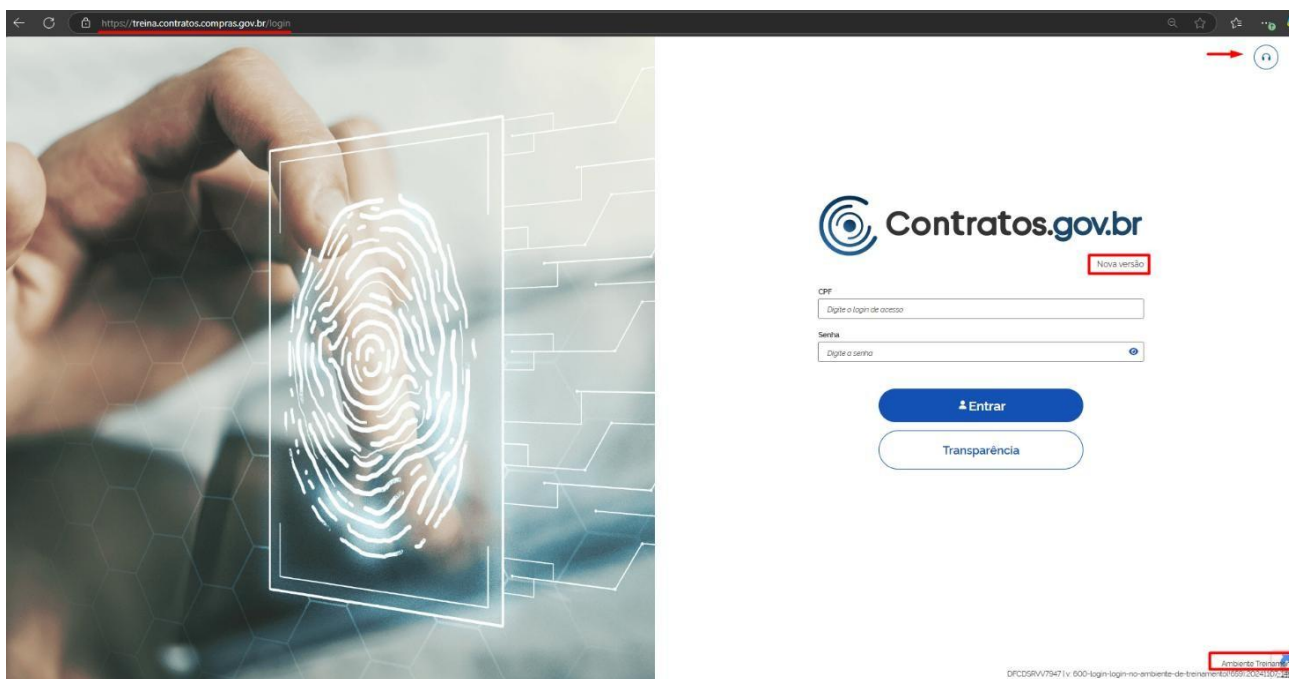 https://treina.contratos.compras.gov.br/login
Contratos.gov.br
Nova versão
CPF
Digite o login de acesso
Senha
Digite a senha
Entrar
Transparência
Ambiente
DFCDSRVV7947 | v: